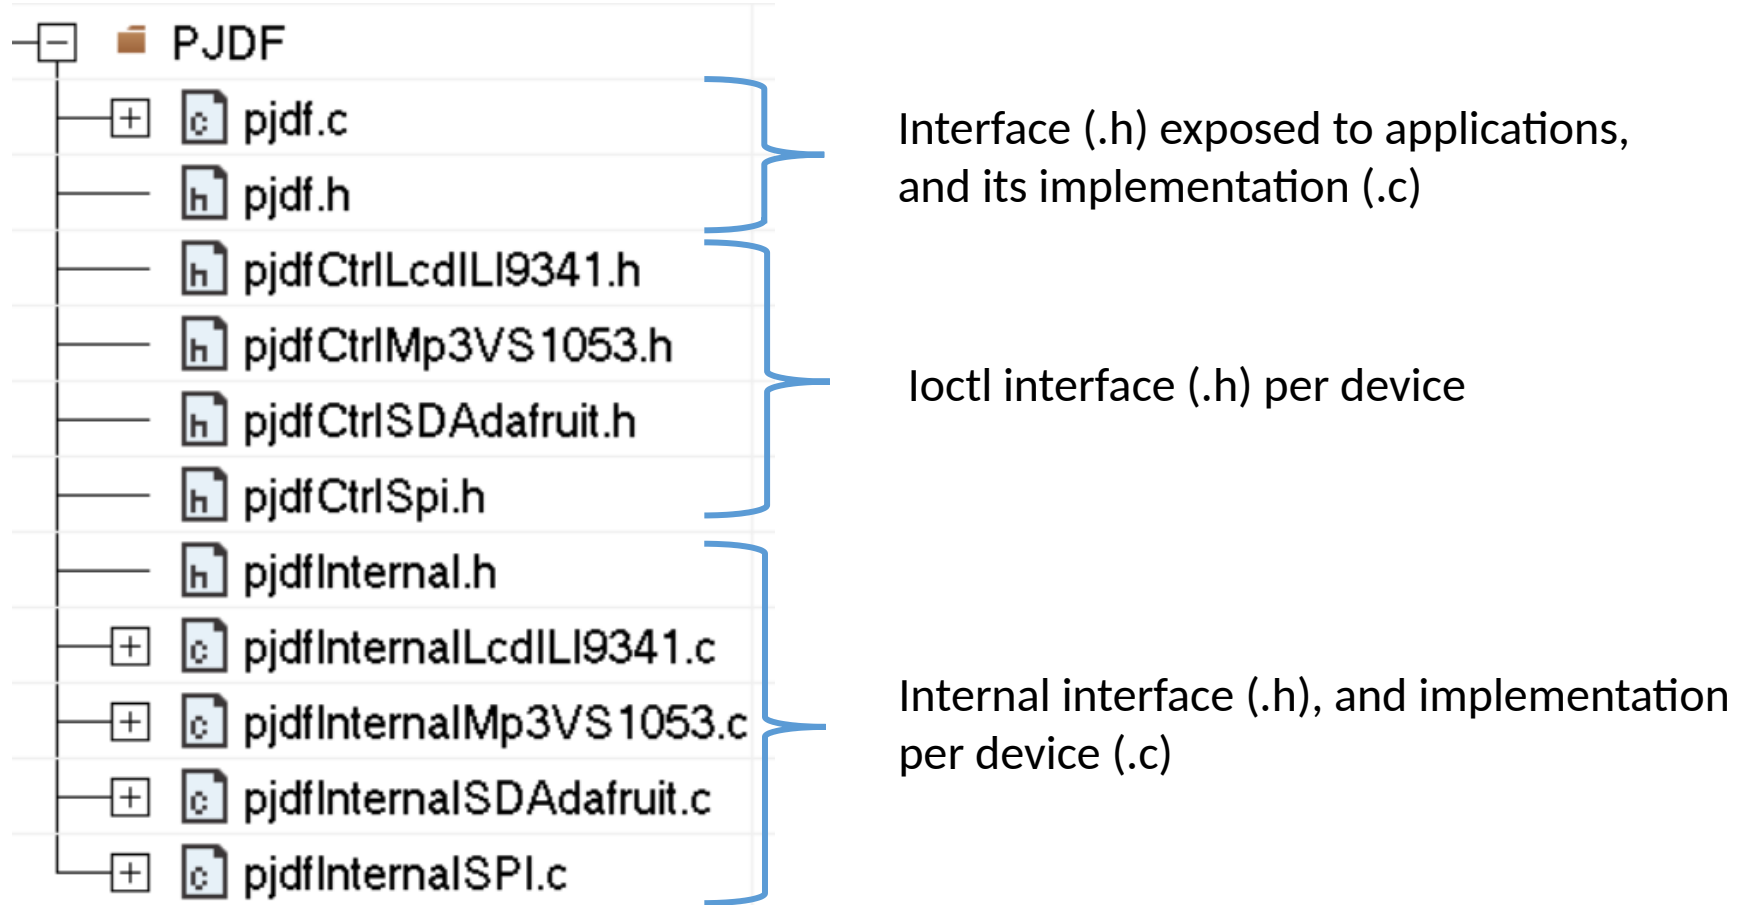 PJDF
pjdf.c
pjdf.h
pjdfCtrlLcdILI9341.h
pjdfCtrlMp3VS1053.h
pjdfCtrlSDAdafruit.h
pjdfCtrlSpi.h
pjdfInternal.h
pjdfInternalLcdILI9341.c
pjdfInternalMp3VS1053.c
pjdfInternalSDAdafruit.c
pjdfInternalSPI.c
Interface (.h) exposed to applications,
and its implementation (.c)
Ioctl interface (.h) per device
Internal interface (.h), and implementation
per device (.c)